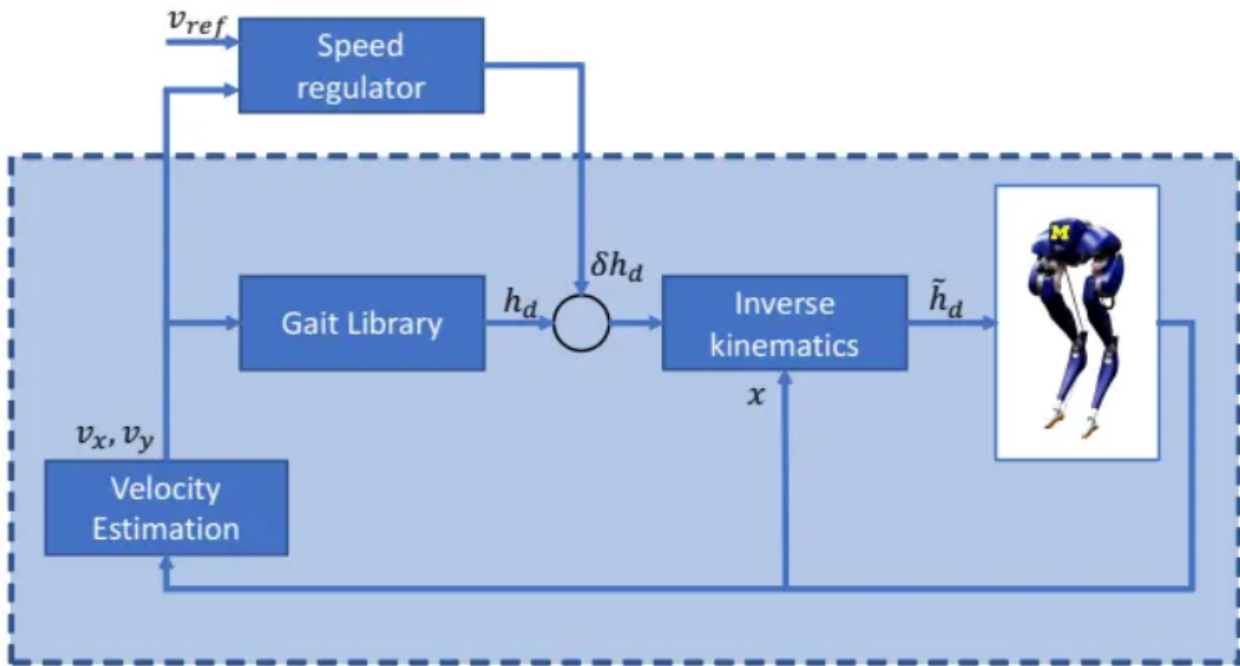 v_ref
Speed
regulator
δh_d
h_d
Gait Library
Inverse
kinematics
h̃_d
M
x
v_x, v_y
Velocity
Estimation